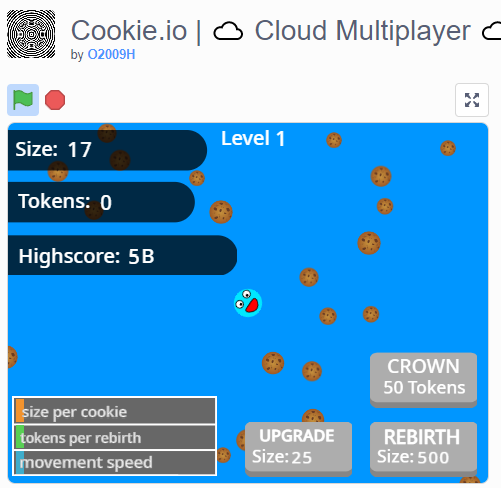 Cookie.io | ☁ Cloud Multiplayer
by O2009H
Level 1
Size: 17
Tokens: 0
Highscore: 5B
CROWN
50 Tokens
size per cookie
tokens per rebirth
movement speed
UPGRADE
Size: 25
REBIRTH
Size: 500